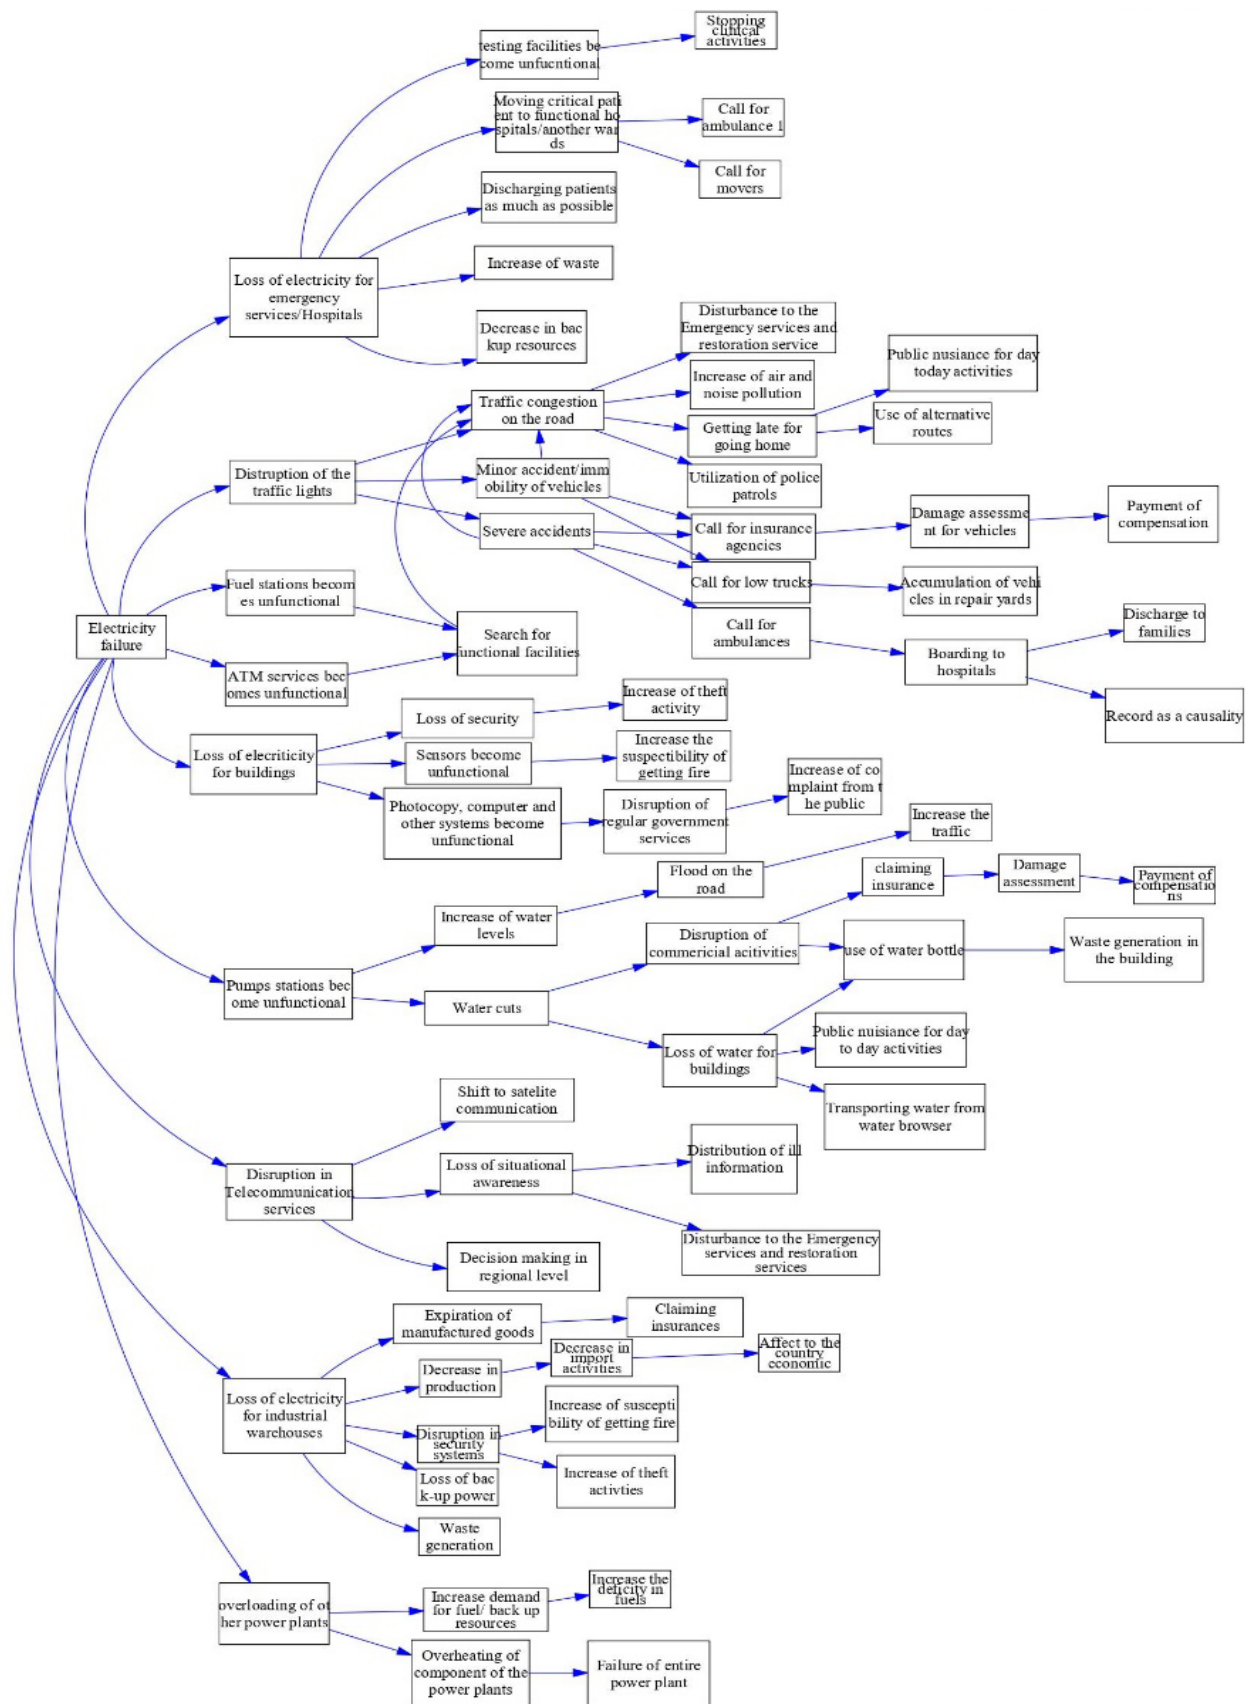 Stopping
clinical
activities
testing facilities be
come unfucntional
Moving critical pati
ent to functional ho
spitals/another war
ds
Call for
ambulance 1
Call for
movers
Discharging patients
as much as possible
Increase of waste
Loss of electricity for
emergency
services/Hospitals
Decrease in bac
kup resources
Disturbance to the
Emergency services and
restoration service
Public nusiance for day
today activities
Increase of air and
noise pollution
Traffic congestion
on the road
Getting late for
going home
Use of alternative
routes
Distruption of the
traffic lights
Minor accident/imm
obility of vehicles
Utilization of police
patrols
Severe accidents
Call for insurance
agencies
Damage assessme
nt for vehicles
Payment of
compensation
Fuel stations becom
es unfunctional
Call for low trucks
Accumulation of vehi
cles in repair yards
Electricity
failure
Search for
functional facilities
Call for
ambulances
Discharge to
families
Boarding to
hospitals
ATM services bec
omes unfunctional
Record as a causality
Loss of security
Increase of theft
activity
Loss of elecriticity
for buildings
Sensors become
unfunctional
Increase the
suspectibility of
getting fire
Photocopy, computer and
other systems become
unfunctional
Disruption of
regular government
services
Increase of co
mplaint from t
he public
Increase the
traffic
Flood on the
road
claiming
insurance
Damage
assessment
Payment of
compensatio
ns
Increase of water
levels
Disruption of
commericial acitivities
use of water bottle
Waste generation in
the building
Pumps stations bec
ome unfunctional
Water cuts
Loss of water for
buildings
Public nuisiance for day
to day activities
Transporting water from
water browser
Shift to satelite
communication
Disruption in
Telecommunication
services
Loss of situational
awareness
Distribution of ill
information
Disturbance to the Emergency
services and restoration
services
Decision making in
regional level
Expiration of
manufactured goods
Claiming
insurances
Decrease in
production
Decrease in
import
activities
Affect to the
country
economic
Loss of electricity
for industrial
warehouses
Disruption in
security
systems
Increase of suscepti
bility of getting fire
Increase of theft
activties
Loss of bac
k-up power
Waste
generation
overloading of ot
her power plants
Increase demand
for fuel/ back up
resources
Increase the
deficity in
fuels
Overheating of
component of the
power plants
Failure of entire
power plant